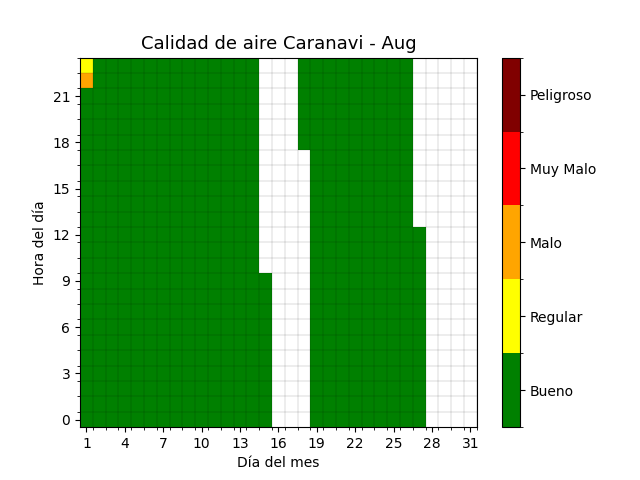 Calidad de aire Caranavi - Aug
Hora del día
21
18
15
12
9
6
3
0
1 4 7 10 13 16 19 22 25 28 31
Día del mes
Peligroso
Muy Malo
Malo
Regular
Bueno